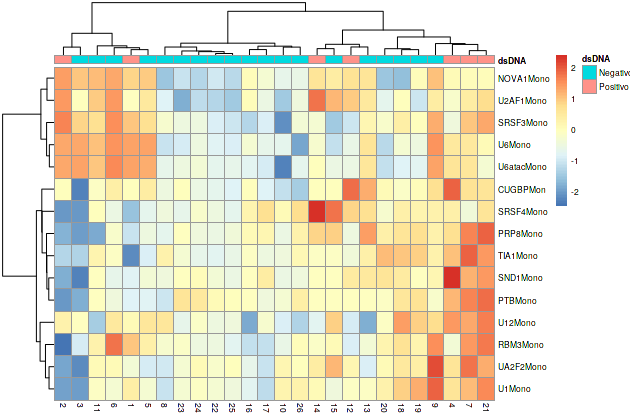 dsDNA
dsDNA
Negativo
Positivo
2
1
0
-1
-2
NOVA1Mono
U2AF1Mono
SRSF3Mono
U6Mono
U6atacMono
CUGBPMon
SRSF4Mono
PRP8Mono
TIA1Mono
SND1Mono
PTBMono
U12Mono
RBM3Mono
UA2F2Mono
U1Mono
2 3 11 6 1 5 8 23 24 22 25 16 17 10 26 14 15 12 13 20 18 19 9 4 7 21